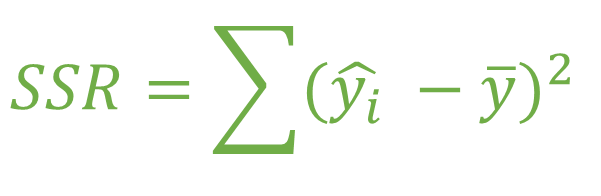 SSR = ∑(ŷᵢ − ȳ)²